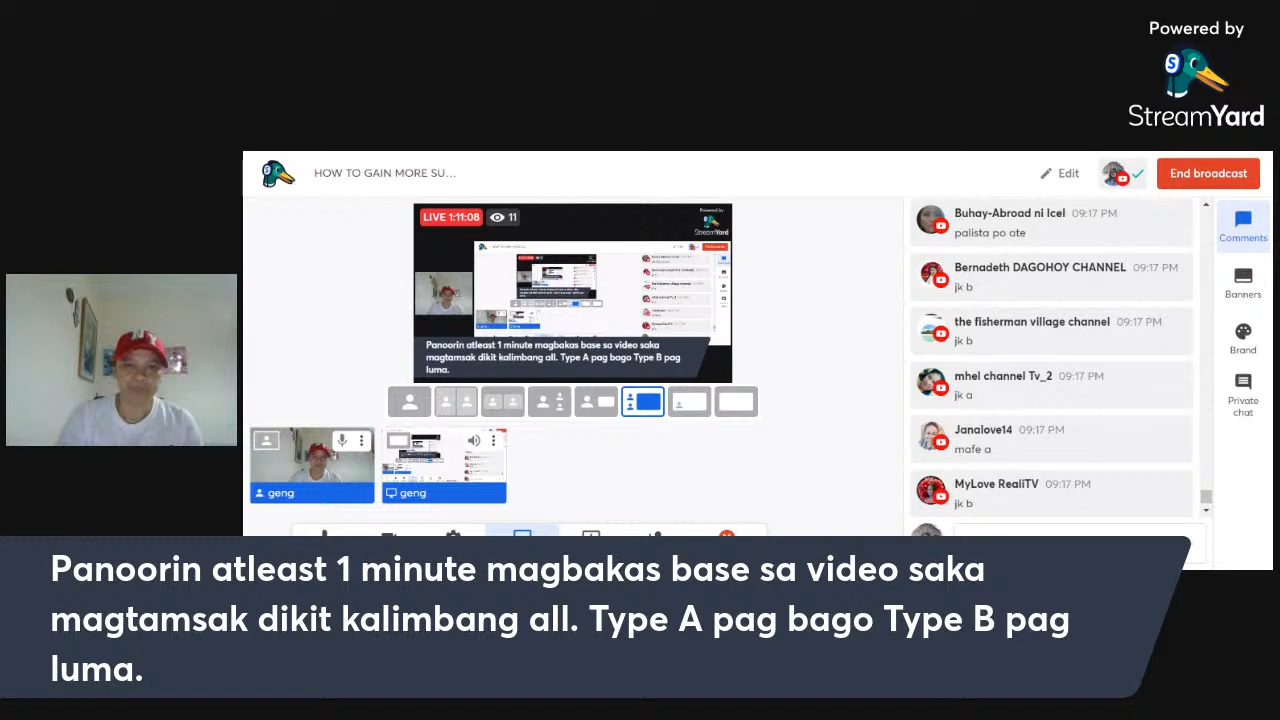 Powered by
StreamYard
HOW TO GAIN MORE SU...
Edit
End broadcast
LIVE 1:11:08
11
Powered by
StreamYard
Panoorin atleast 1 minute magbakas base sa video saka
magtamsak dikit kalimbang all. Type A pag bago Type B pag
luma.
geng
geng
Buhay-Abroad ni Icel 09:17 PM
palista po ate
Bernadeth DAGOHOY CHANNEL 09:17 PM
jk b
the fisherman village channel 09:17 PM
jk b
mhel channel Tv_2 09:17 PM
jk a
Janalove14 09:17 PM
mafe a
MyLove RealiTV 09:17 PM
jk b
Comments
Banners
Brand
Private
chat
Panoorin atleast 1 minute magbakas base sa video saka
magtamsak dikit kalimbang all. Type A pag bago Type B pag
luma.